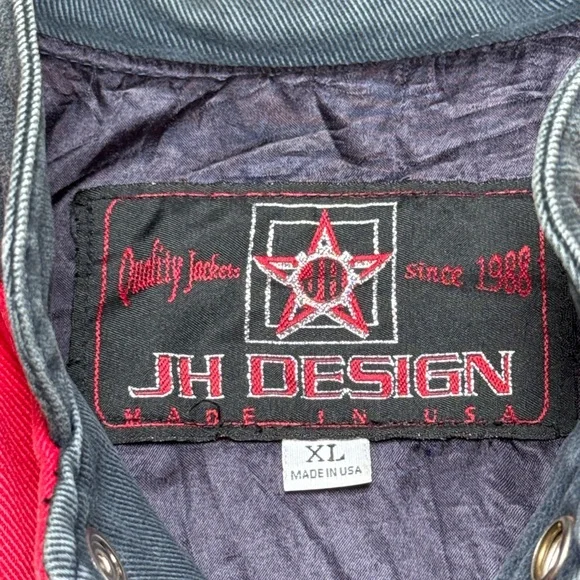 Quality Jackets since 1988
JH
JH DESIGN
MADE IN USA
XL
MADE IN USA